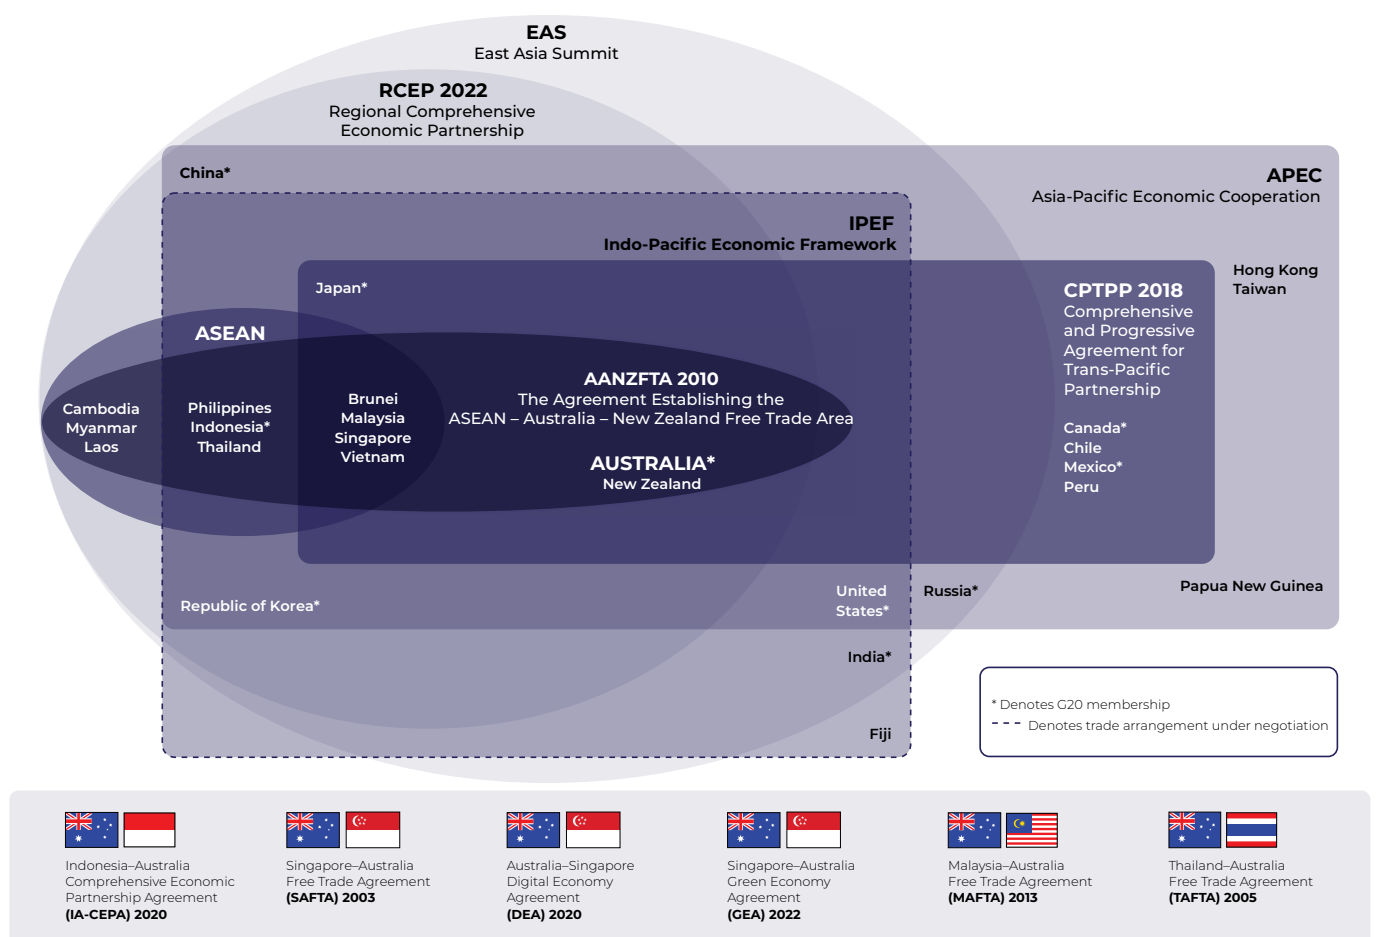 EAS
East Asia Summit
RCEP 2022
Regional Comprehensive
Economic Partnership
China*
APEC
Asia-Pacific Economic Cooperation
IPEF
Indo-Pacific Economic Framework
Hong Kong
Taiwan
Japan*
CPTPP 2018
Comprehensive
and Progressive
Agreement for
Trans-Pacific
Partnership
Canada*
Chile
Mexico*
Peru
ASEAN
Cambodia
Myanmar
Laos
Philippines
Indonesia*
Thailand
Brunei
Malaysia
Singapore
Vietnam
AANZFTA 2010
The Agreement Establishing the
ASEAN – Australia – New Zealand Free Trade Area
AUSTRALIA*
New Zealand
Republic of Korea*
United
States*
Russia*
Papua New Guinea
India*
Fiji
* Denotes G20 membership
Denotes trade arrangement under negotiation
Indonesia–Australia
Comprehensive Economic
Partnership Agreement
(IA-CEPA) 2020
Singapore–Australia
Free Trade Agreement
(SAFTA) 2003
Australia–Singapore
Digital Economy
Agreement
(DEA) 2020
Singapore–Australia
Green Economy
Agreement
(GEA) 2022
Malaysia–Australia
Free Trade Agreement
(MAFTA) 2013
Thailand–Australia
Free Trade Agreement
(TAFTA) 2005